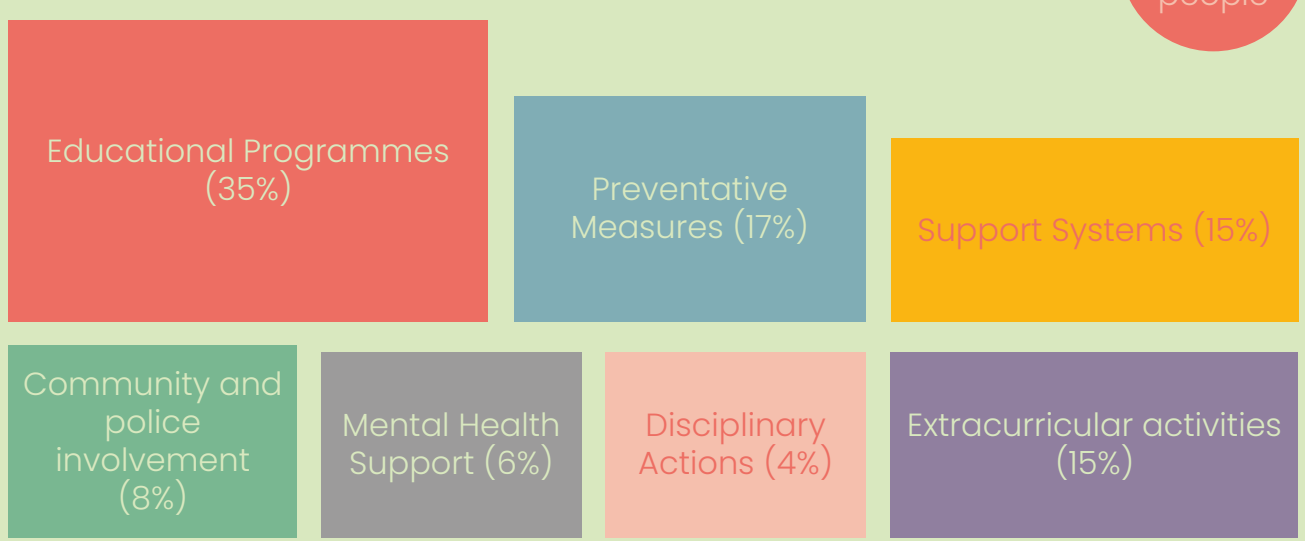 people
Educational Programmes
(35%)
Preventative
Measures (17%)
Support Systems (15%)
Community and
police
involvement
(8%)
Mental Health
Support (6%)
Disciplinary
Actions (4%)
Extracurricular activities
(15%)